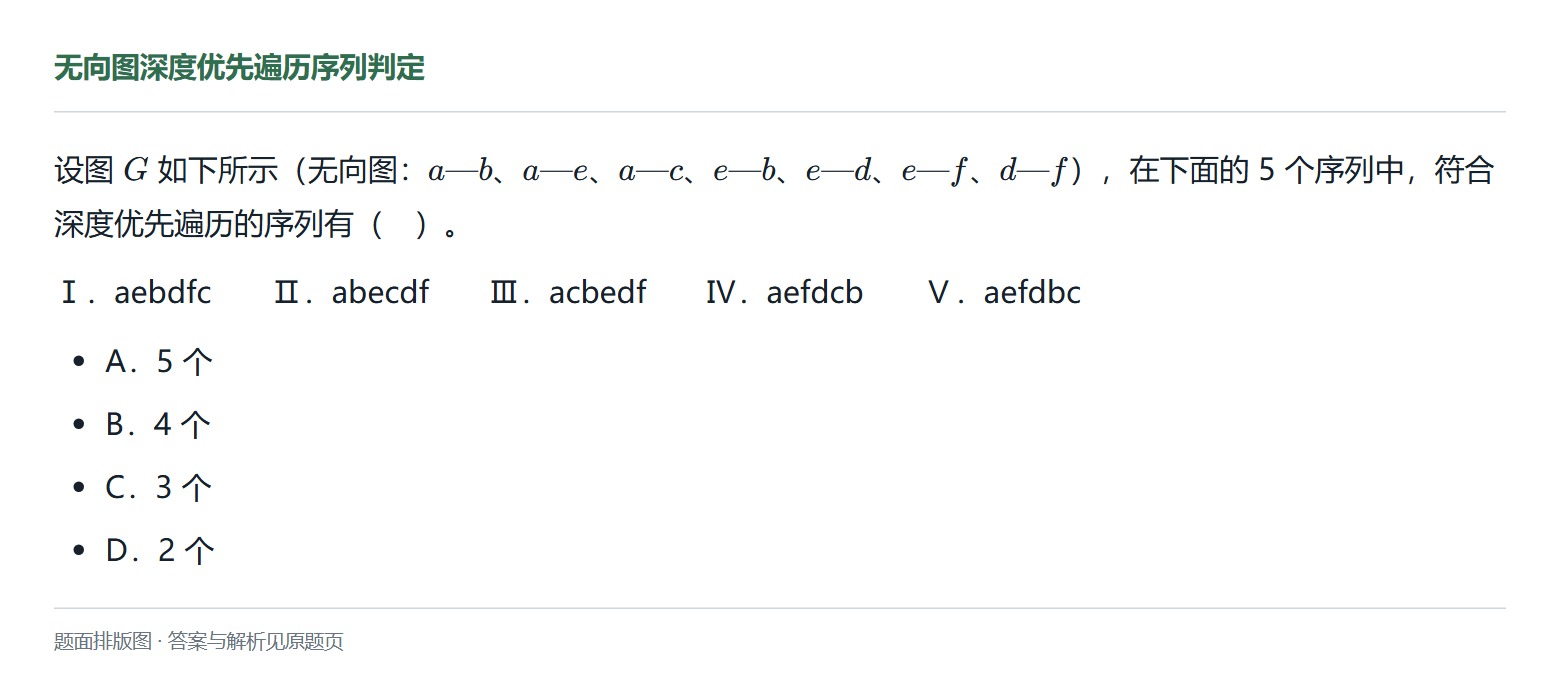 无向图深度优先遍历序列判定
设图 G 如下所示（无向图：a—b、a—e、a—c、e—b、e—d、e—f、d—f），在下面的 5 个序列中，符合
深度优先遍历的序列有（　）。
Ⅰ．aebdfc　Ⅱ．abecdf　Ⅲ．acbedf　Ⅳ．aefdcb　Ⅴ．aefdbc
• A．5 个
• B．4 个
• C．3 个
• D．2 个
题面排版图 · 答案与解析见原题页